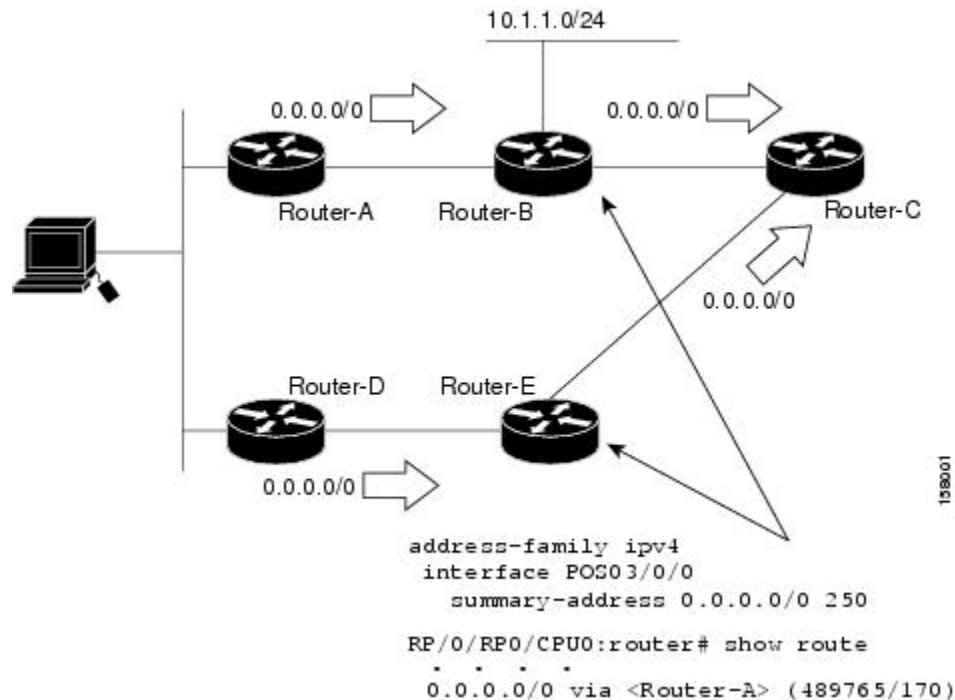 10.1.1.0/24
0.0.0.0/0
0.0.0.0/0
Router-A
Router-B
Router-C
0.0.0.0/0
Router-D
Router-E
0.0.0.0/0
158001
address-family ipv4
interface POS03/0/0
summary-address 0.0.0.0/0 250
RP/0/RP0/CPU0:router# show route
. . . .
0.0.0.0/0 via <Router-A> (489765/170)